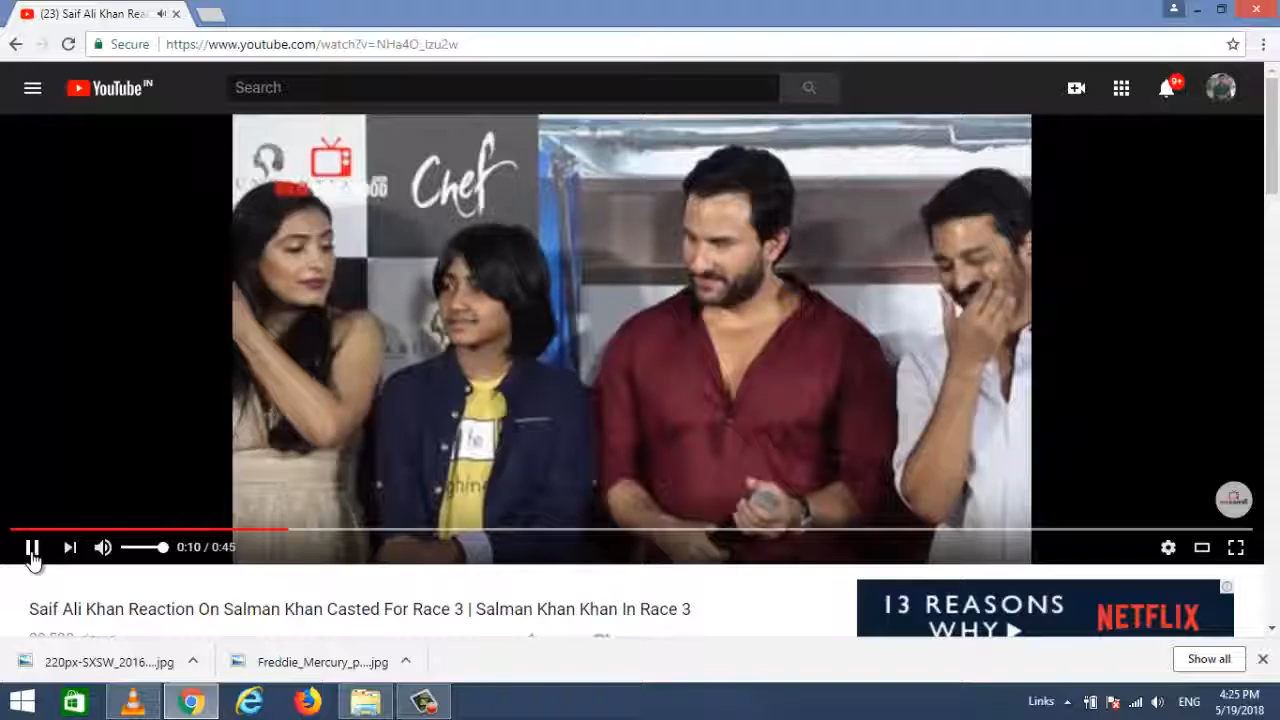 (23) Saif Ali Khan Rea
Secure
https://www.youtube.com/watch?v=NHa4O_Izu2w
YouTube IN
Search
9+
Chef
fe
ghine
0:10 / 0:45
Saif Ali Khan Reaction On Salman Khan Casted For Race 3 | Salman Khan Khan In Race 3
13 REASONS
WHY
NETFLIX
220px-SXSW_2016....jpg
Freddie_Mercury_p....jpg
Show all
Links
ENG
4:25 PM
5/19/2018